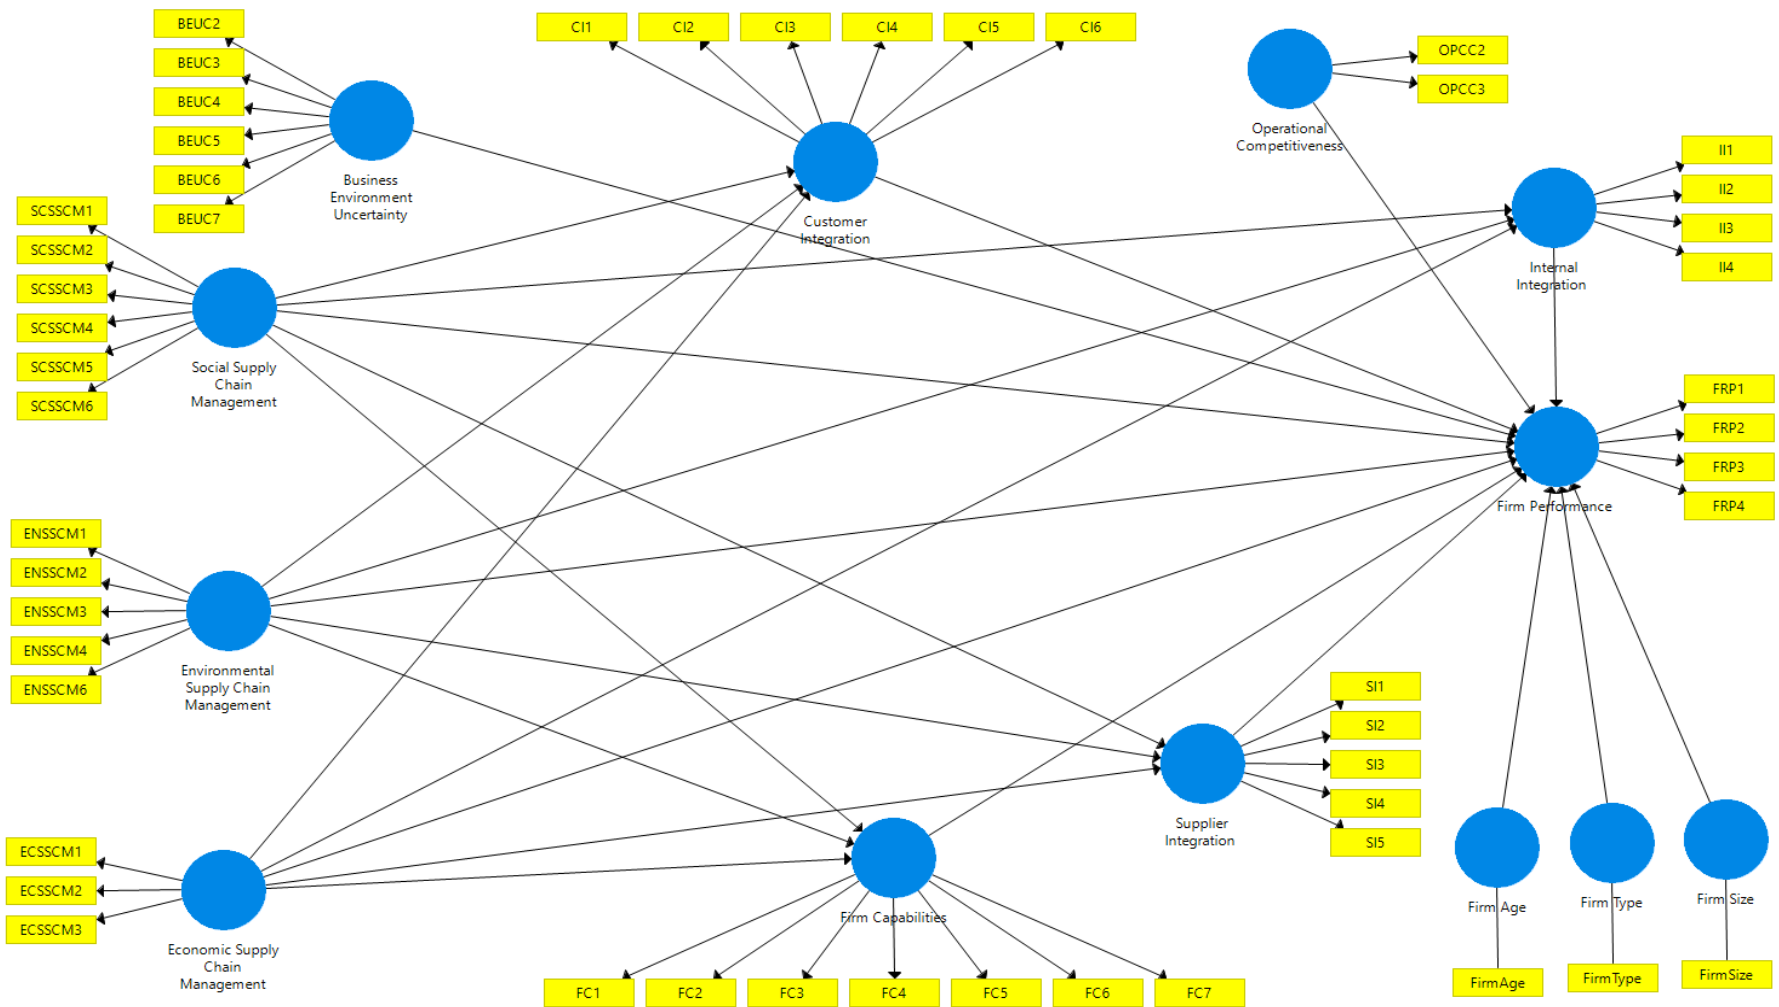 BEUC2
BEUC3
BEUC4
BEUC5
BEUC6
BEUC7
Business
Environment
Uncertainty
CI1
CI2
CI3
CI4
CI5
CI6
Customer
Integration
OPCC2
OPCC3
Operational
Competitiveness
II1
II2
II3
II4
Internal
Integration
SCSSCM1
SCSSCM2
SCSSCM3
SCSSCM4
SCSSCM5
SCSSCM6
Social Supply
Chain
Management
FRP1
FRP2
FRP3
FRP4
Firm Performance
ENSSCM1
ENSSCM2
ENSSCM3
ENSSCM4
ENSSCM6
Environmental
Supply Chain
Management
SI1
SI2
SI3
SI4
SI5
Supplier
Integration
ECSSCM1
ECSSCM2
ECSSCM3
Economic Supply
Chain
Management
Firm Capabilities
FC1
FC2
FC3
FC4
FC5
FC6
FC7
Firm Age
Firm Type
Firm Size
FirmAge
FirmType
FirmSize